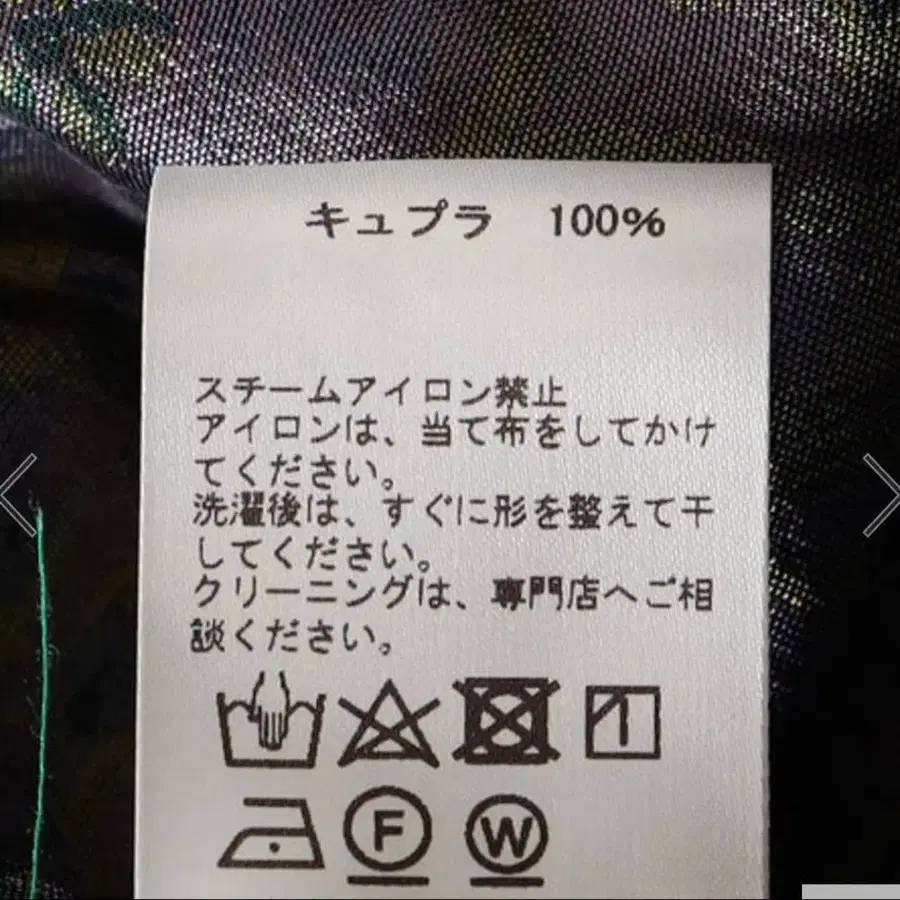 キュプラ 100%
スチームアイロン禁止
アイロンは、当て布をしてかけ
てください。
洗濯後は、すぐに形を整えて干
してください。
クリーニングは、専門店へご相
談ください。
F W